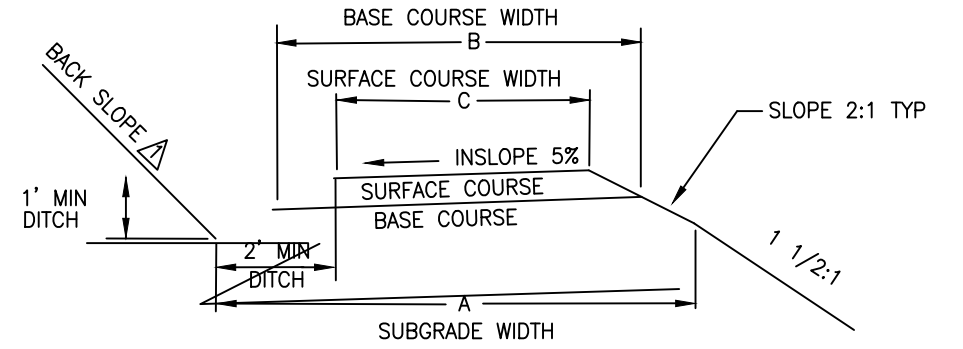 BASE COURSE WIDTH
B
BACK SLOPE 1
SURFACE COURSE WIDTH
C
SLOPE 2:1 TYP
INSLOPE 5%
SURFACE COURSE
BASE COURSE
1' MIN
DITCH
2' MIN
DITCH
1 1/2:1
A
SUBGRADE WIDTH